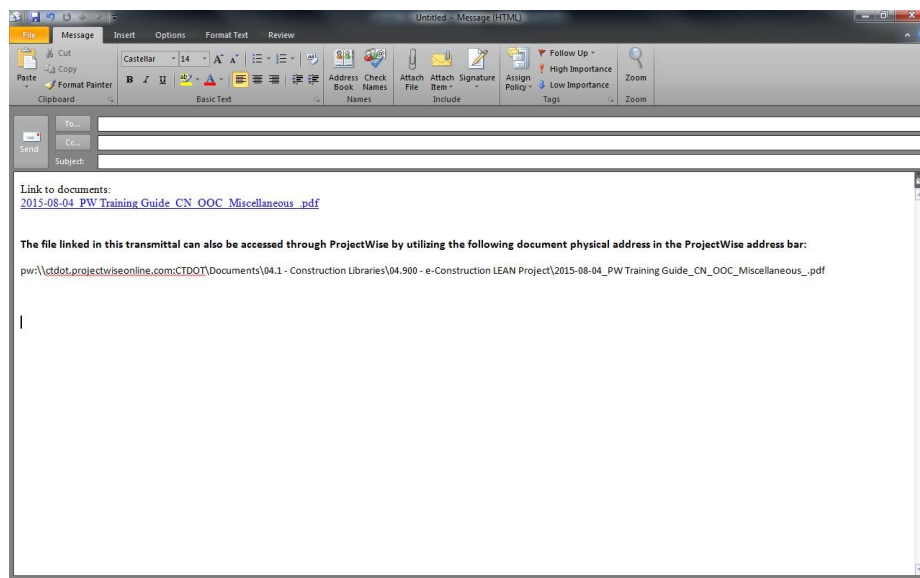 Untitled - Message (HTML)
File Message Insert Options Format Text Review
Paste
Cut
Copy
Format Painter
Clipboard
Castellar 14
B I U
Basic Text
Address Book
Check Names
Names
Attach File
Attach Item
Signature
Include
Assign Policy
Follow Up
High Importance
Low Importance
Tags
Zoom
Zoom
Send
To...
Cc...
Subject:
Link to documents:
2015-08-04_PW Training Guide_CN_OOC_Miscellaneous_.pdf
The file linked in this transmittal can also be accessed through ProjectWise by utilizing the following document physical address in the ProjectWise address bar:
pw:\\ctdot.projectwiseonline.com:CTDOT\Documents\04.1 - Construction Libraries\04.900 - e-Construction LEAN Project\2015-08-04_PW Training Guide_CN_OOC_Miscellaneous_.pdf